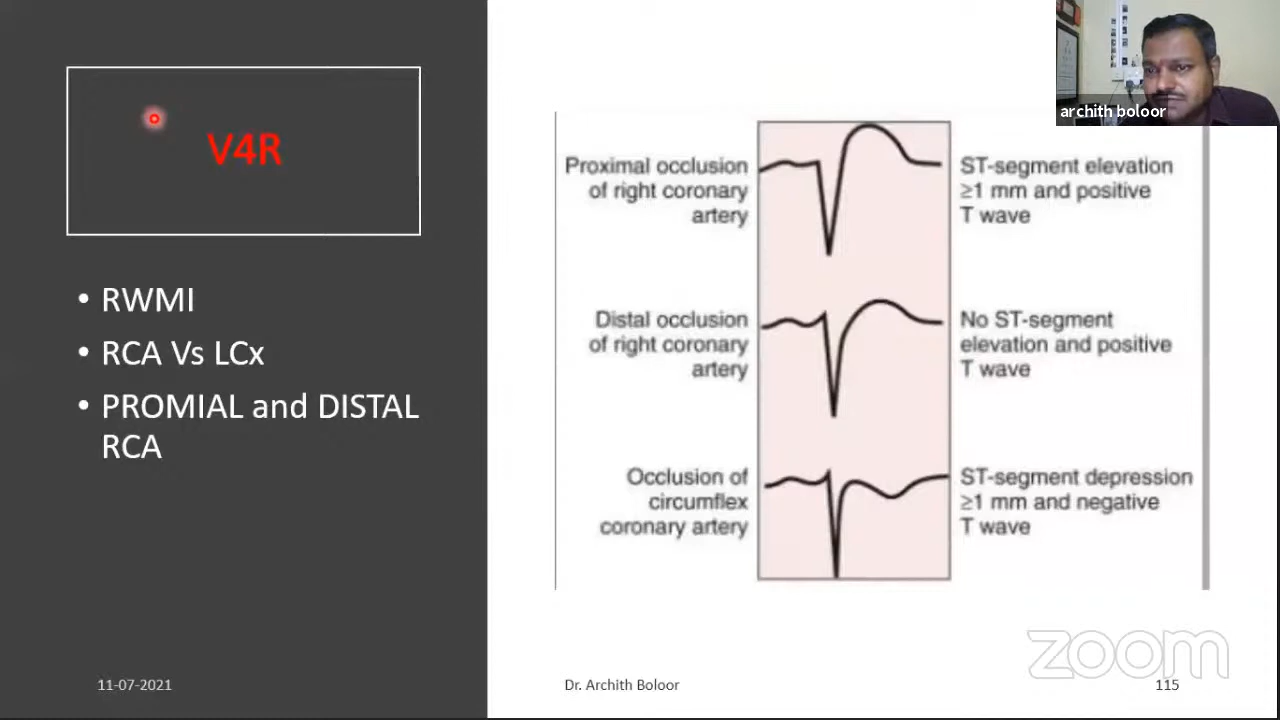 V4R
• RWMI
• RCA Vs LCx
• PROMIAL and DISTAL
RCA
Proximal occlusion
of right coronary
artery
ST-segment elevation
≥1 mm and positive
T wave
Distal occlusion
of right coronary
artery
No ST-segment
elevation and positive
T wave
Occlusion of
circumflex
coronary artery
ST-segment depression
≥1 mm and negative
T wave
archith boloor
zoom
11-07-2021
Dr. Archith Boloor
115